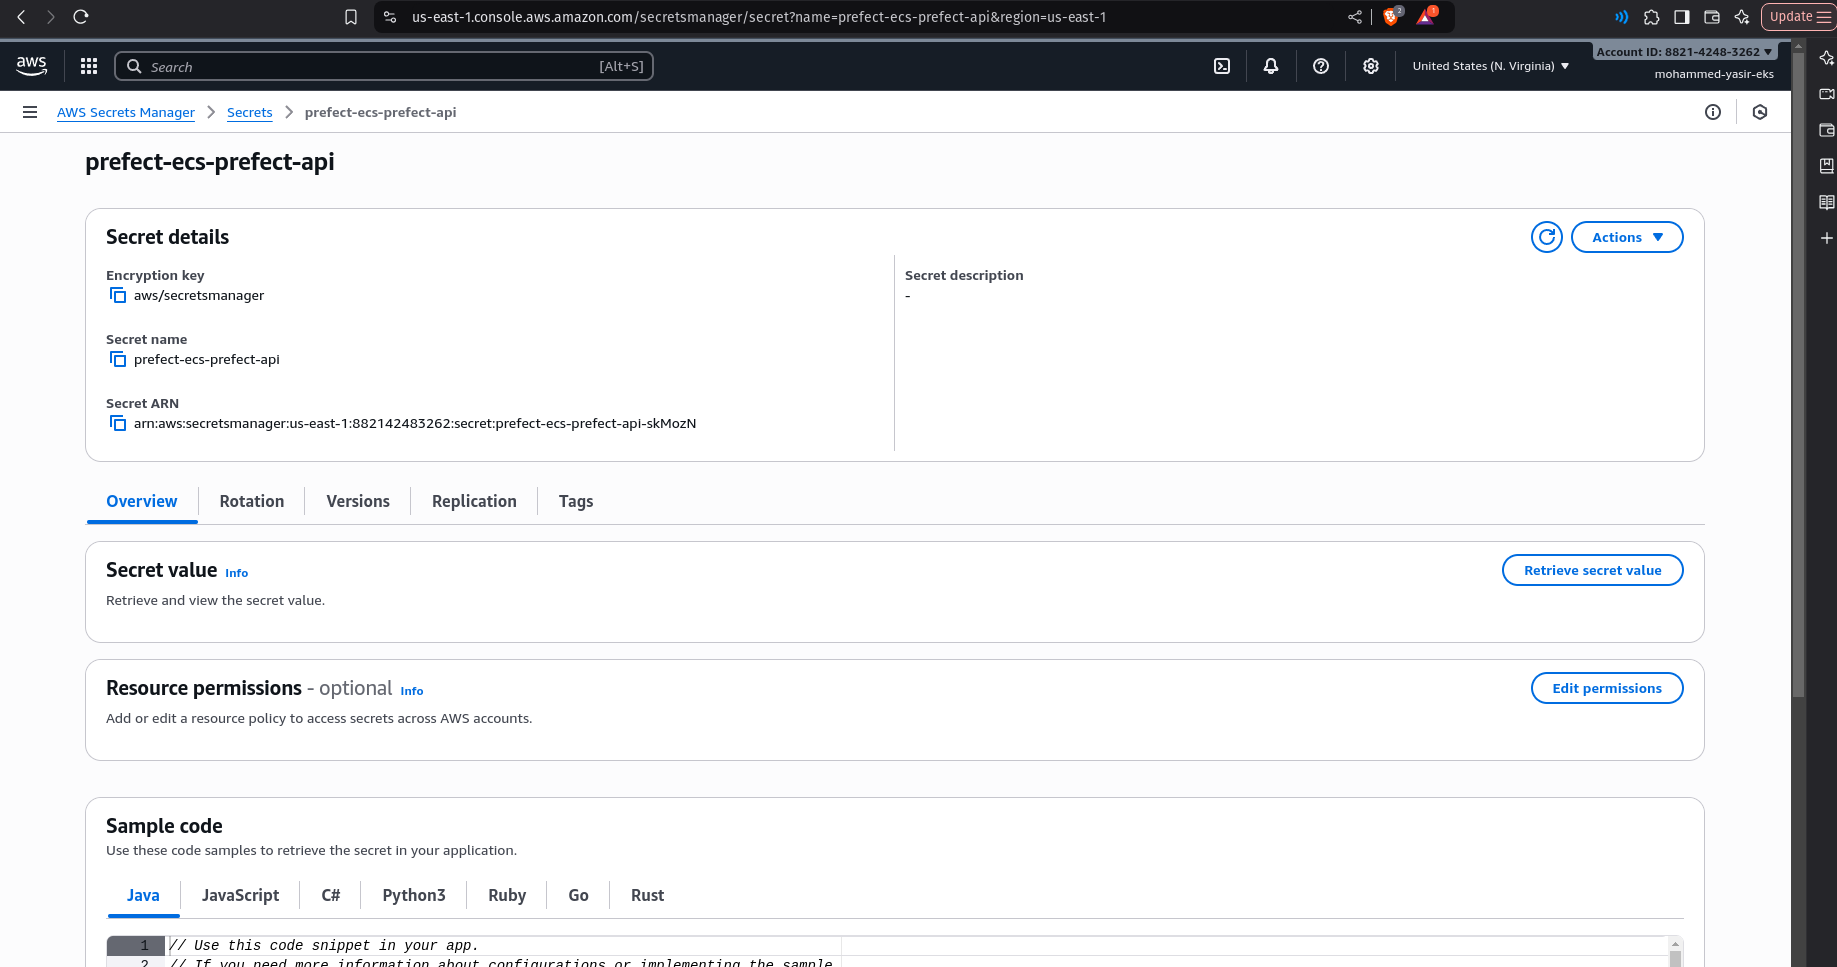 us-east-1.console.aws.amazon.com/secretsmanager/secret?name=prefect-ecs-prefect-api&region=us-east-1
2
1
Update
aws
Search
[Alt+S]
United States (N. Virginia)
Account ID: 8821-4248-3262
mohammed-yasir-eks
AWS Secrets Manager
Secrets
prefect-ecs-prefect-api
prefect-ecs-prefect-api
Secret details
Actions
Encryption key
aws/secretsmanager
Secret description
-
Secret name
prefect-ecs-prefect-api
Secret ARN
arn:aws:secretsmanager:us-east-1:882142483262:secret:prefect-ecs-prefect-api-skMozN
Overview
Rotation
Versions
Replication
Tags
Secret value Info
Retrieve secret value
Retrieve and view the secret value.
Resource permissions - optional Info
Edit permissions
Add or edit a resource policy to access secrets across AWS accounts.
Sample code
Use these code samples to retrieve the secret in your application.
Java
JavaScript
C#
Python3
Ruby
Go
Rust
1 // Use this code snippet in your app.
2 // If you need more information about configurations or implementing the sample